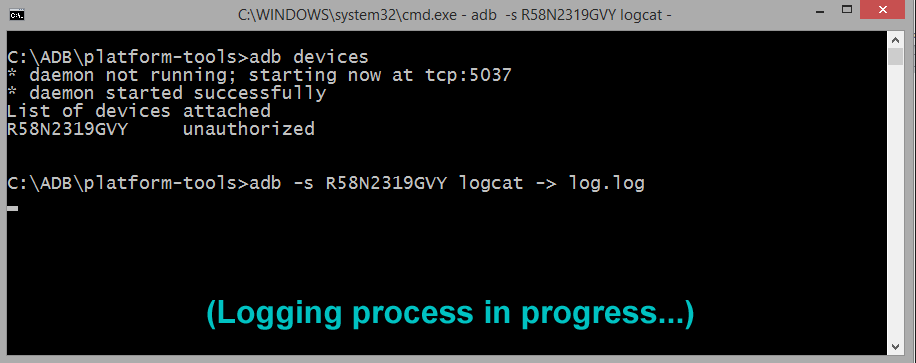 C:\WINDOWS\system32\cmd.exe - adb  -s R58N2319GVY logcat -
C:\ADB\platform-tools>adb devices
* daemon not running; starting now at tcp:5037
* daemon started successfully
List of devices attached
R58N2319GVY     unauthorized
C:\ADB\platform-tools>adb -s R58N2319GVY logcat -> log.log
(Logging process in progress...)